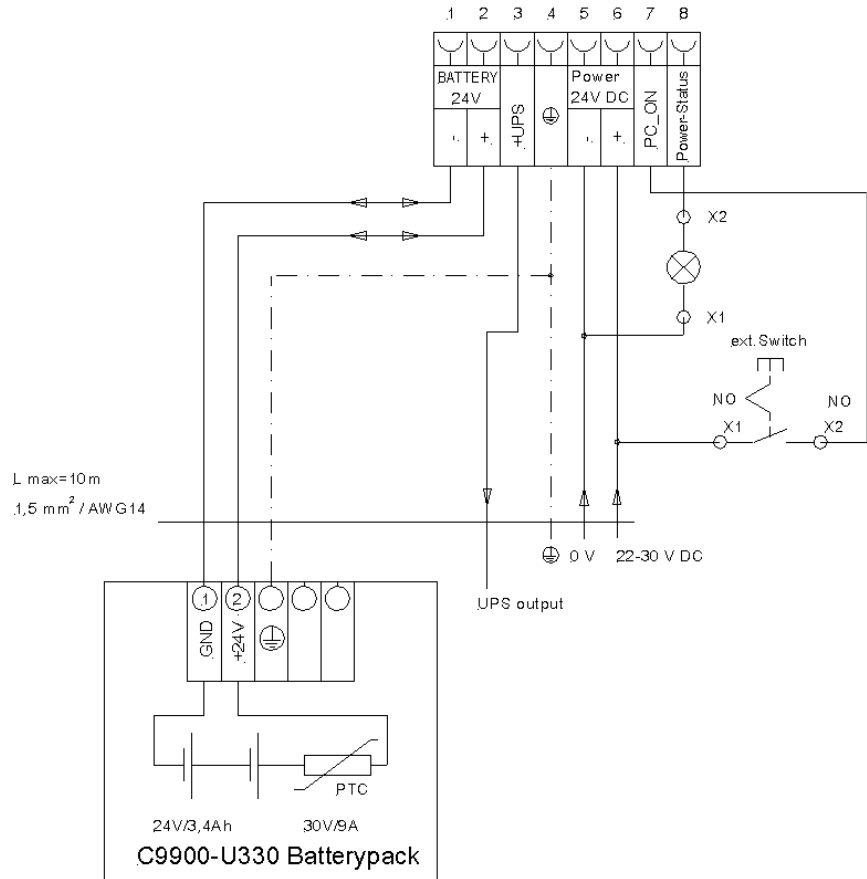 1 2 3 4 5 6 7 8
BATTERY
24V
Power
24V DC
- + +UPS - + PC_ON Power-Status
X2
X1
ext.Switch
NO NO
X1 X2
L max=10m
1,5 mm² / AWG14
0 V 22-30 V DC
UPS output
1 2
GND +24V
PTC
24V/3,4Ah 30V/9A
C9900-U330 Batterypack